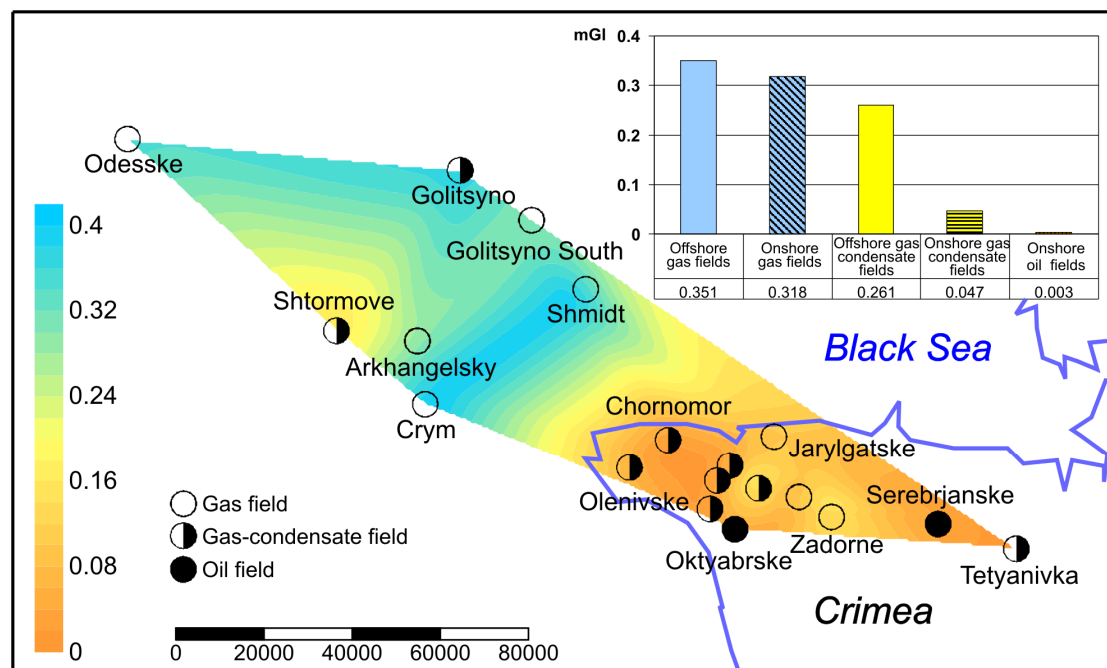 mGI
0.4
0.3
0.2
0.1
0
Offshore gas fields
Onshore gas fields
Offshore gas condensate fields
Onshore gas condensate fields
Onshore oil fields
0.351
0.318
0.261
0.047
0.003
Odesske
Golitsyno
Golitsyno South
Shtormove
Shmidt
Arkhangelsky
Crym
Black Sea
Chornomor
Jarylgatske
Olenivske
Serebrjanske
Oktyabrske
Zadorne
Tetyanivka
Crimea
0.4
0.32
0.24
0.16
0.08
0
Gas field
Gas-condensate field
Oil field
0
20000
40000
60000
80000